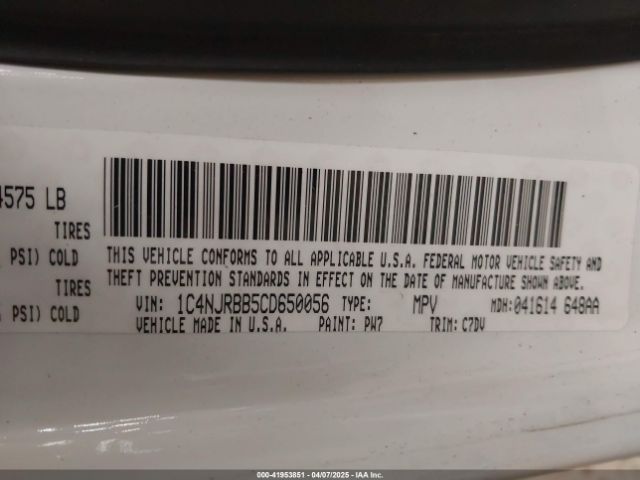 4575 LB
TIRES
PSI) COLD
THIS VEHICLE CONFORMS TO ALL APPLICABLE U.S.A. FEDERAL MOTOR VEHICLE SAFETY AND
THEFT PREVENTION STANDARDS IN EFFECT ON THE DATE OF MANUFACTURE SHOWN ABOVE.
TIRES
PSI) COLD
VIN: 1C4NJRBB5CD650056 TYPE: MPV MDH:041614 648AA
VEHICLE MADE IN U.S.A. PAINT: PW7 TRIM: C7DV
000-41953851 - 04/07/2025 - IAA Inc.